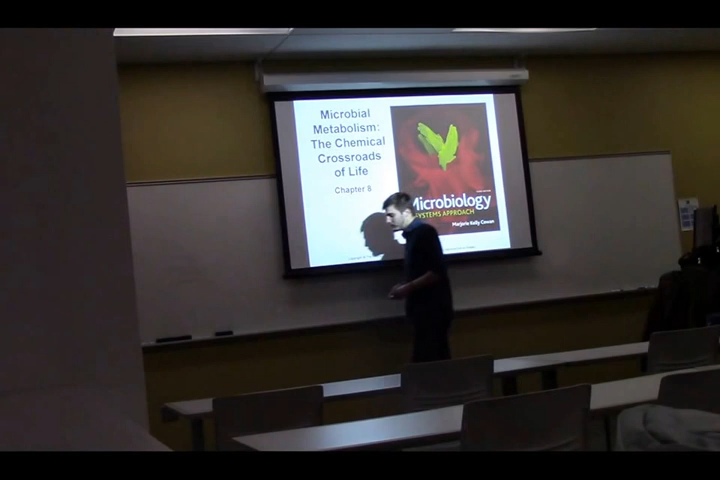 Microbial
Metabolism:
The Chemical
Crossroads
of Life
Chapter 8
Microbiology
SYSTEMS APPROACH
Marjorie Kelly Cowan